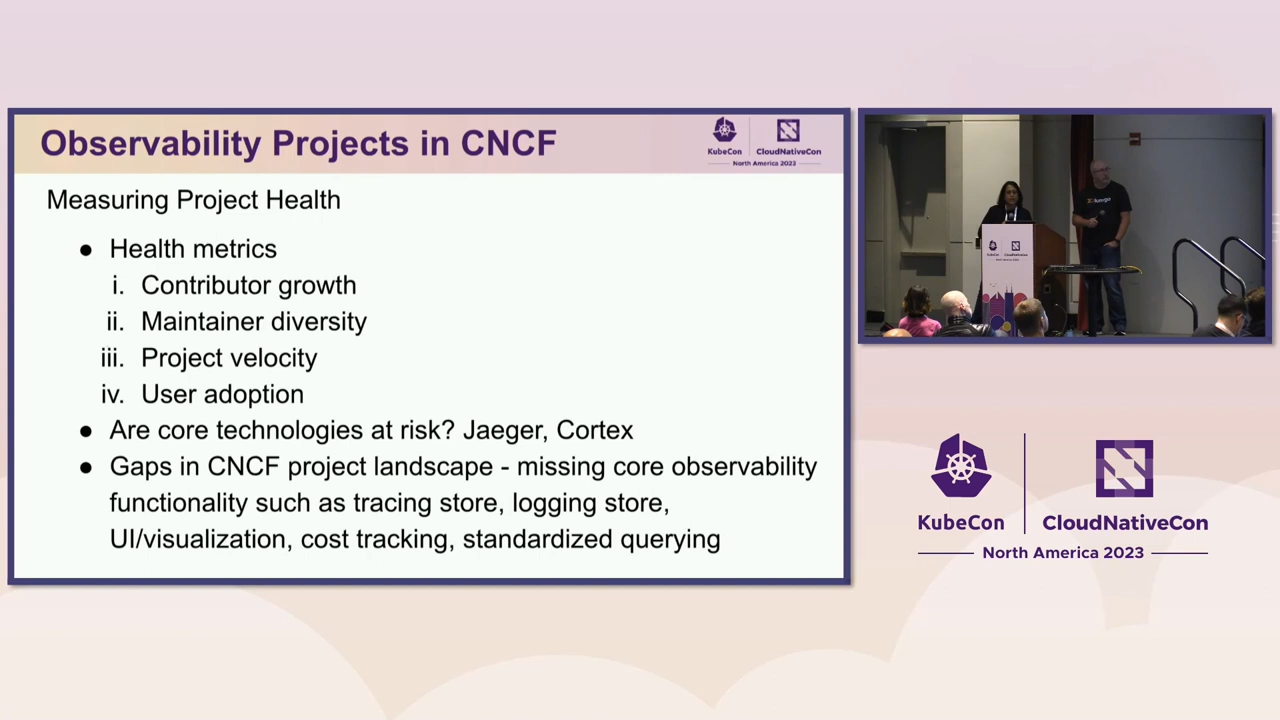 Observability Projects in CNCF
KubeCon
CloudNativeCon
North America 2023
Measuring Project Health
● Health metrics
i. Contributor growth
ii. Maintainer diversity
iii. Project velocity
iv. User adoption
● Are core technologies at risk? Jaeger, Cortex
● Gaps in CNCF project landscape - missing core observability
functionality such as tracing store, logging store,
UI/visualization, cost tracking, standardized querying
KubeCon
CloudNativeCon
North America 2023